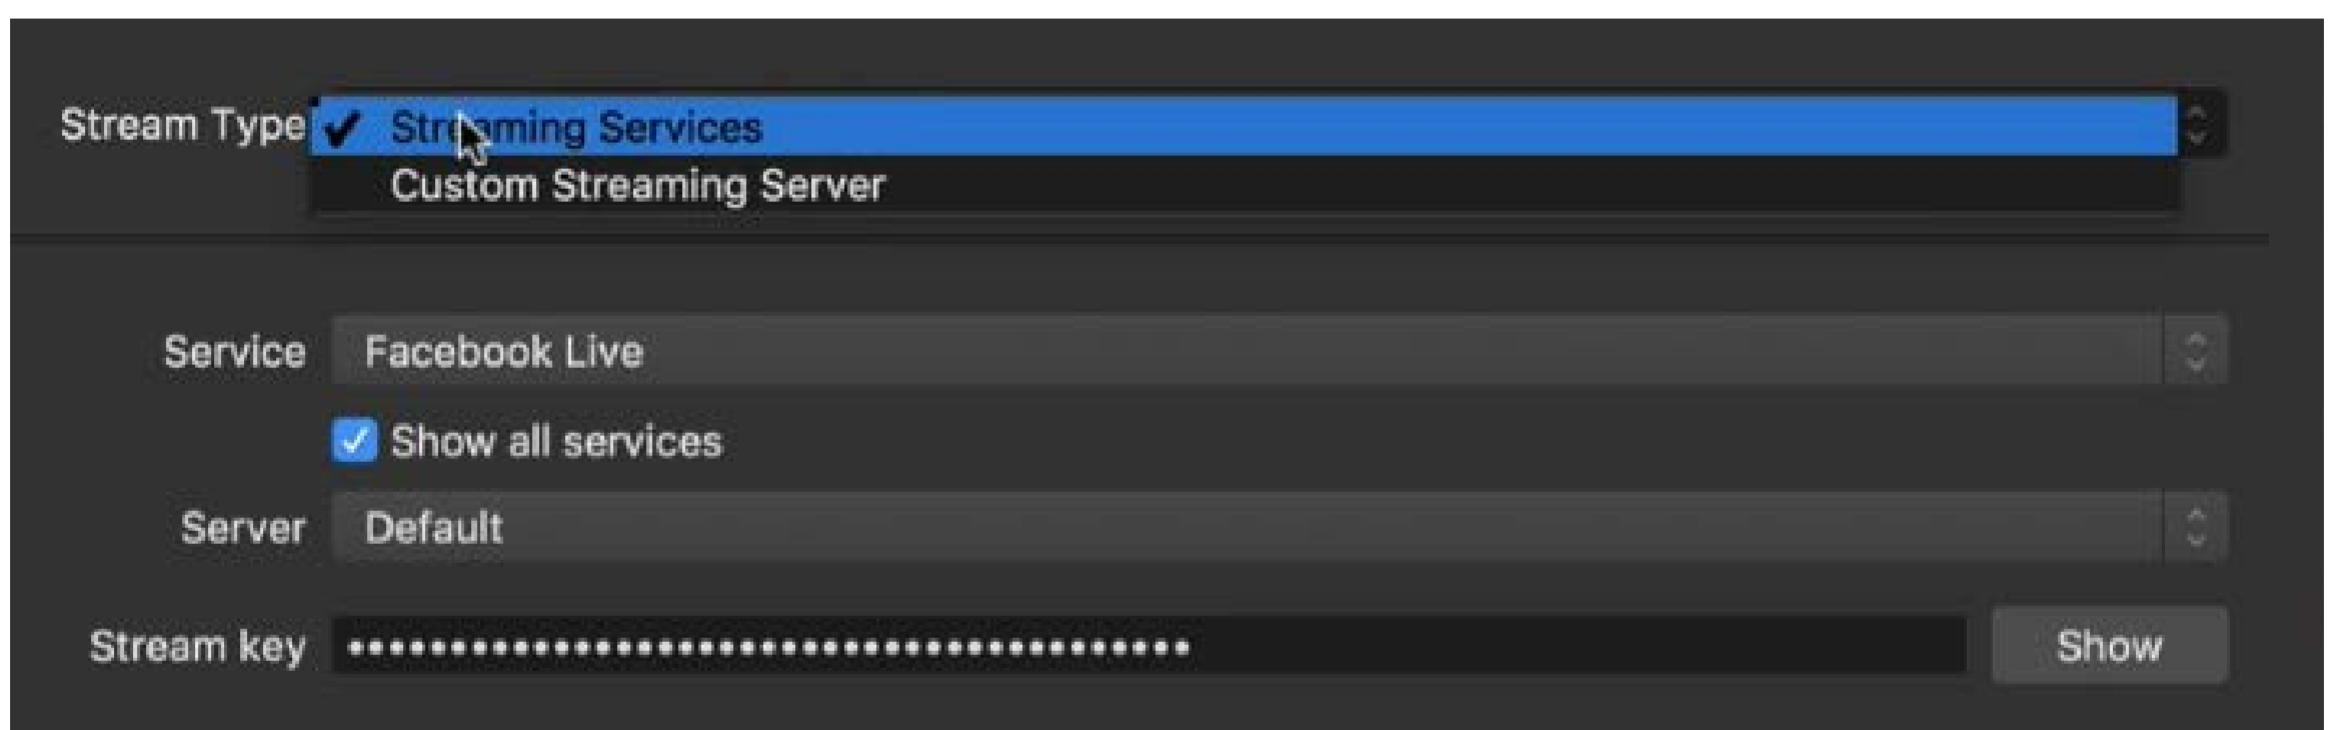 Stream Type ✓ Streaming Services
Custom Streaming Server
Service Facebook Live
✓ Show all services
Server Default
Stream key ••••••••••••••••••••••••••••••••••••••••• Show